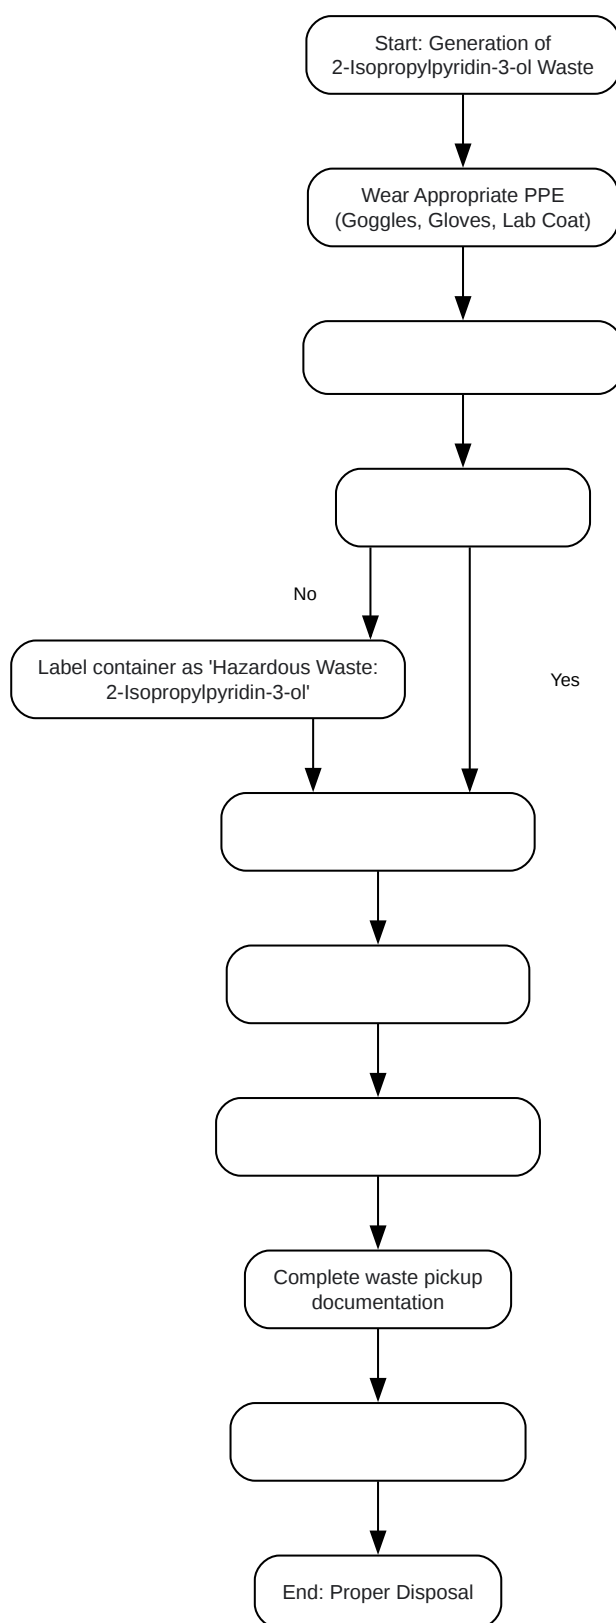 Start: Generation of
2-Isopropylpyridin-3-ol Waste
Wear Appropriate PPE
(Goggles, Gloves, Lab Coat)
No
Label container as 'Hazardous Waste:
2-Isopropylpyridin-3-ol'
Yes
Complete waste pickup
documentation
End: Proper Disposal